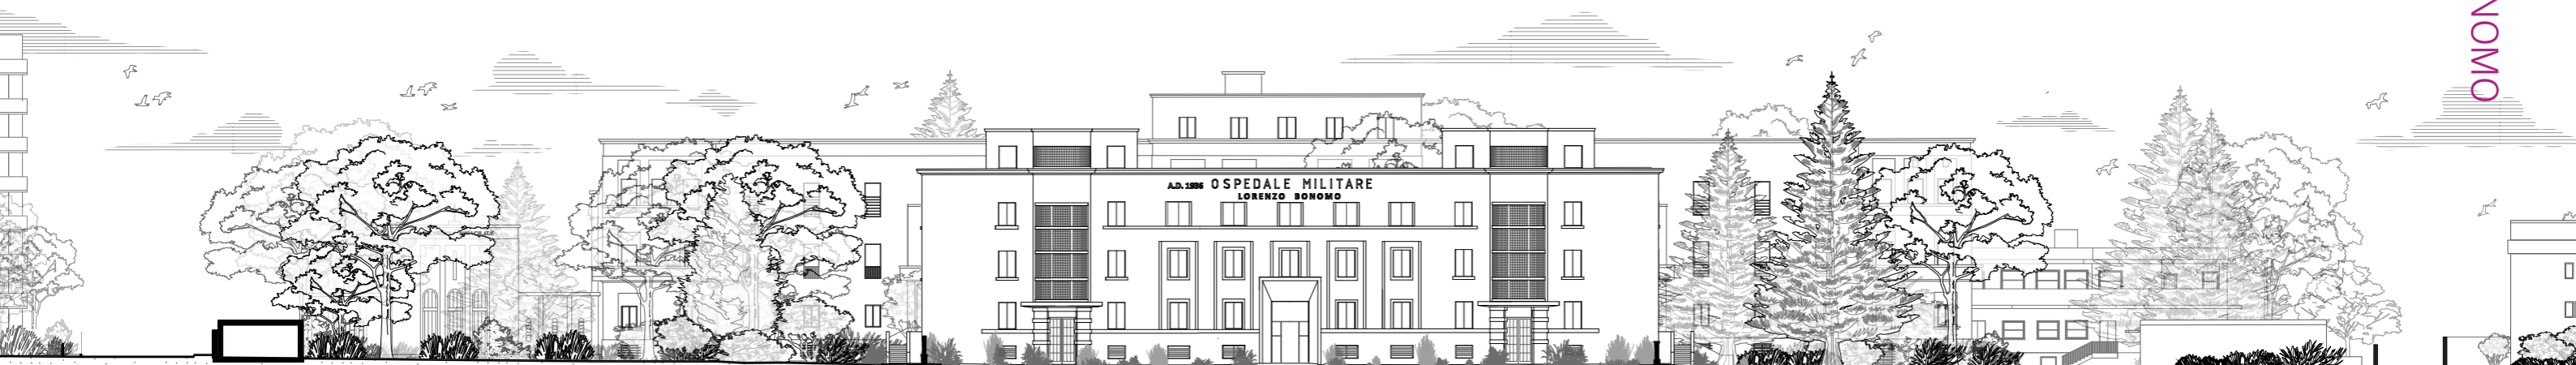 A.D. 1936 OSPEDALE MILITARE
LORENZO BONOMO
NOMO